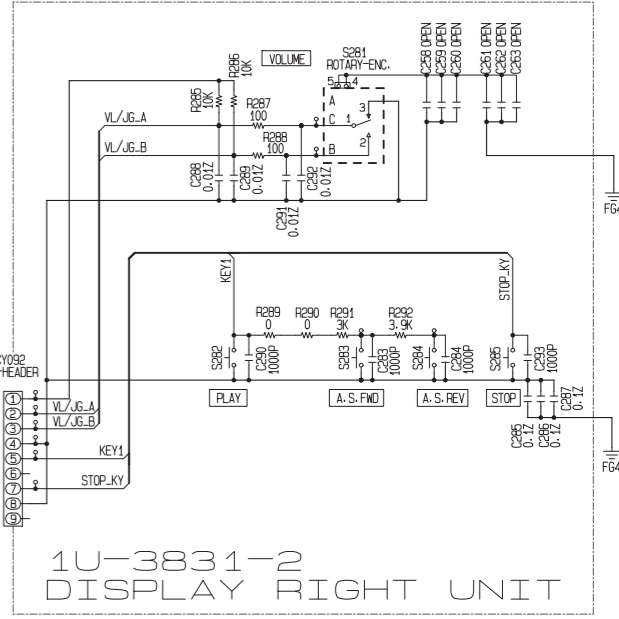 VOLUME
S281
ROTARY-ENC.
C258 OPEN
C259 OPEN
C260 OPEN
C261 OPEN
C262 OPEN
C263 OPEN
R285
10K
R286
10K
R287
100
R288
100
VL/JG_A
VL/JG_B
5
4
A
C
B
1
3
2
C288
0.01Z
C289
0.01Z
C291
0.01Z
C292
0.01Z
FG4
KEY1
STOP_KY
R289
0
R290
0
R291
3K
R292
3.9K
S282
C290
1000P
S283
C283
1000P
S284
C284
1000P
S285
C293
1000P
PLAY
A.S.FWD
A.S.REV
STOP
C285
0.1Z
C286
0.1Z
C287
0.1Z
FG4
CY092
-HEADER
1
2 VL/JG_A
3 VL/JG_B
4
5 KEY1
6
7 STOP_KY
8
9
1U-3831-2
DISPLAY RIGHT UNIT